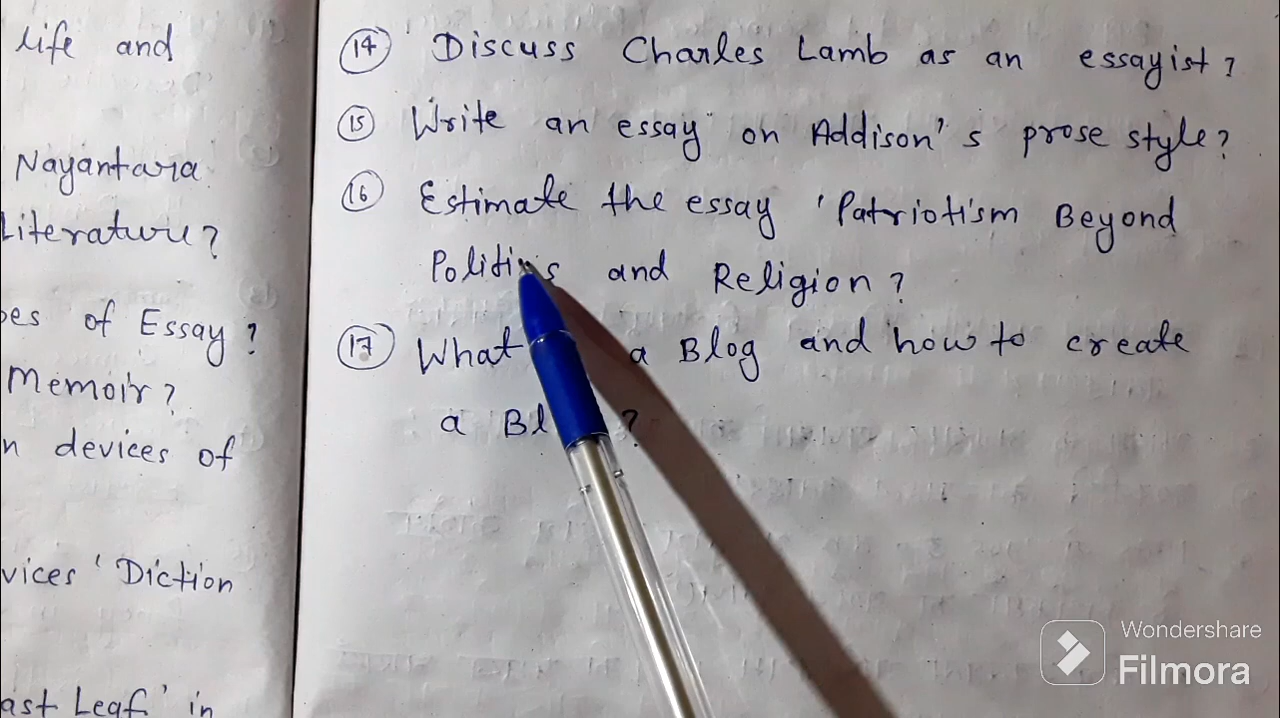 life and
Nayantara
Literature?
pes of Essay?
Memoir?
n devices of
vices 'Diction
ast Leaf' in
14 Discuss Charles Lamb as an essayist?
15 Write an essay on Addison's prose style?
16 Estimate the essay 'Patriotism Beyond
Politics and Religion?
17 What a Blog and how to create
a Bl ?
Wondershare
Filmora